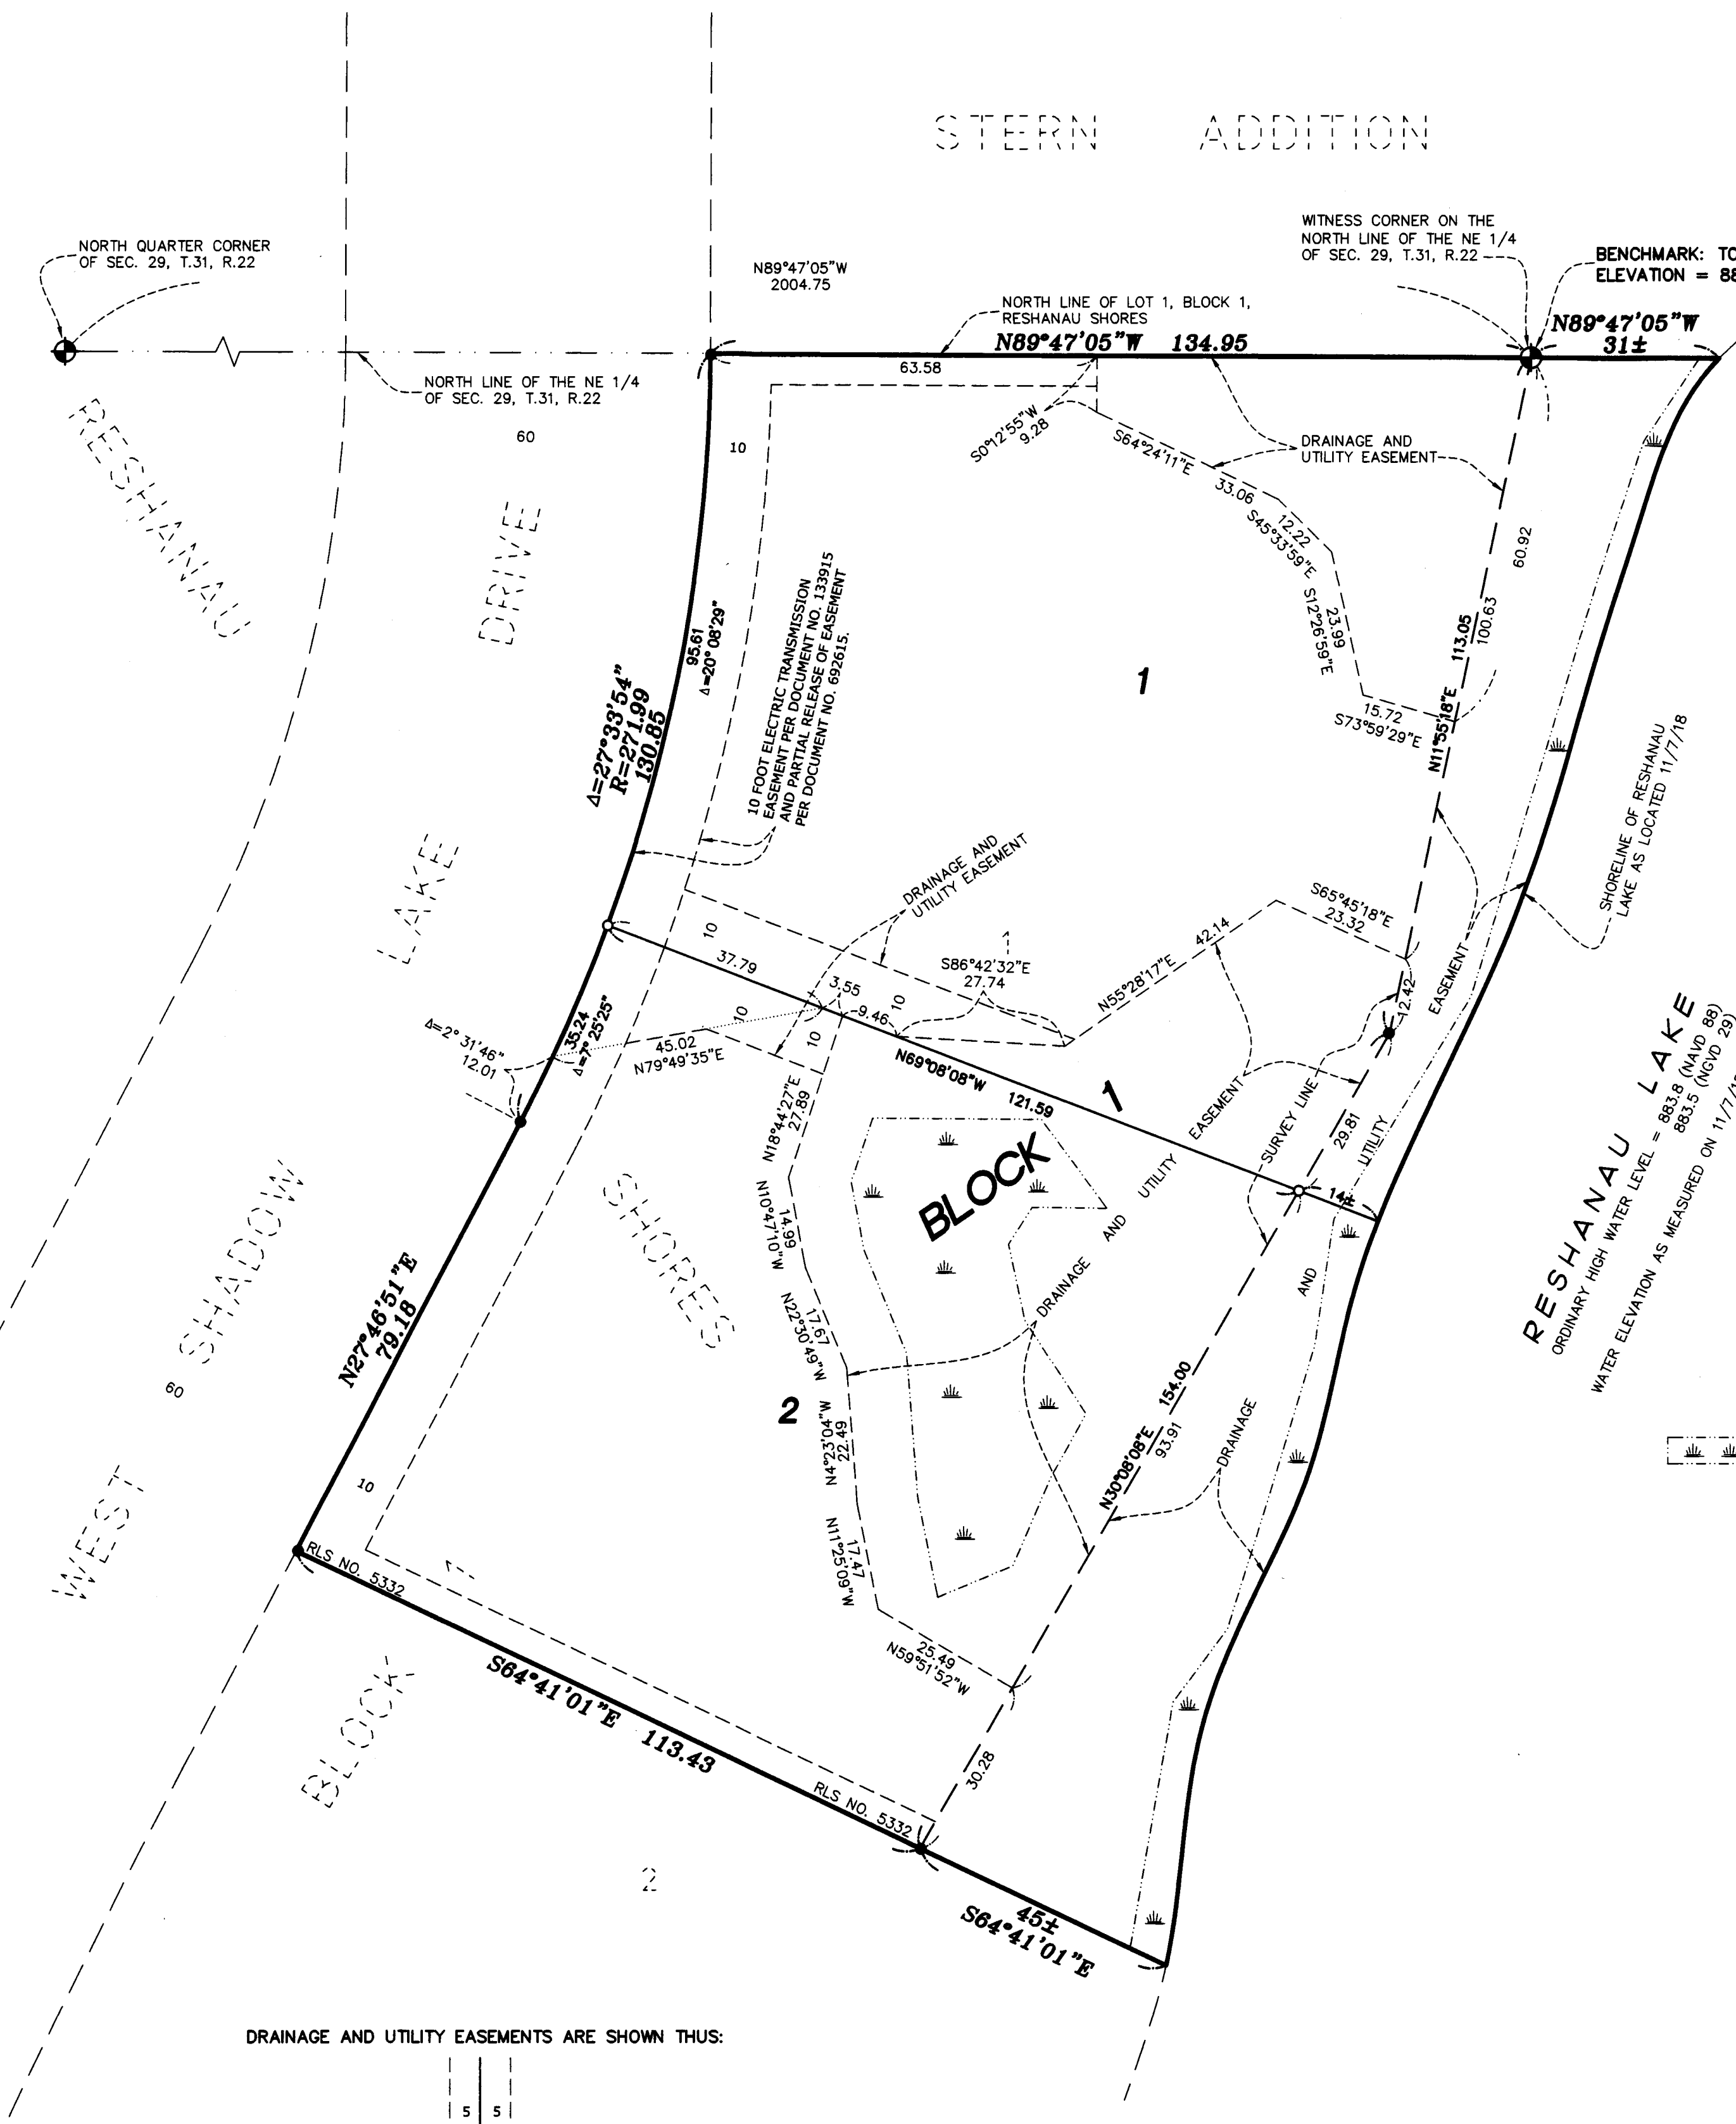 STERN ADDITION
NORTH QUARTER CORNER
OF SEC. 29, T.31, R.22
N89°47'05"W
2004.75
WITNESS CORNER ON THE
NORTH LINE OF THE NE 1/4
OF SEC. 29, T.31, R.22
BENCHMARK:
ELEVATION =
NORTH LINE OF LOT 1, BLOCK 1,
RESHANAU SHORES
N89°47'05"W 134.95
N89°47'05"W
31±
63.58
NORTH LINE OF THE NE 1/4
OF SEC. 29, T.31, R.22
60
10
S0°12'55"W
9.28
S64°24'11"E
33.06
DRAINAGE AND
UTILITY EASEMENT
12.22
S45°33'59"E
23.99
S12°26'59"E
15.72
S73°59'29"E
60.92
113.05
100.63
N11°55'18"E
RESHANAU
DRIVE
95.61
Δ=20°08'29"
Δ=27°33'54"
R=271.99
130.85
10 FOOT ELECTRIC TRANSMISSION
EASEMENT PER DOCUMENT NO. 133915
AND PARTIAL RELEASE OF EASEMENT
PER DOCUMENT NO. 692615.
1
SHORELINE OF RESHANAU
LAKE AS LOCATED 11/7/18
LAKE
DRAINAGE AND
UTILITY EASEMENT
10
37.79
S86°42'32"E
27.74
1
N55°28'17"E
42.14
S65°45'18"E
23.32
12.42
EASEMENT
3.55
9.46
10
10
10
35.24
Δ=7°25'25"
Δ=2°31'46"
12.01
45.02
N79°49'35"E
N69°08'08"W
121.59
1
BLOCK
EASEMENT
SURVEY LINE
29.81
UTILITY
14±
UTILITY
AND
DRAINAGE
AND
DRAINAGE
RESHANAU LAKE
ORDINARY HIGH WATER LEVEL = 883.8 (NAVD 88)
883.5 (NGVD 29)
WATER ELEVATION AS MEASURED ON
N18°44'27"E
27.89
N10°47'10"W
14.99
N22°30'49"W
17.67
N4°23'04"W
22.49
N11°25'09"W
17.47
25.49
N59°51'52"W
SHADOW
SHORES
N27°46'51"E
79.18
60
2
N30°08'08"E 154.00
93.91
WEST
10
RLS NO. 5332
1
BLOCK
S64°41'01"E 113.43
RLS NO. 5332
30.28
2
45±
S64°41'01"E
DRAINAGE AND UTILITY EASEMENTS ARE SHOWN THUS:
5 5